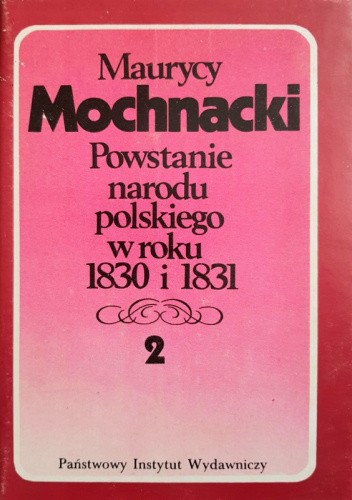 Maurycy
Mochnacki
Powstanie
narodu
polskiego
w roku
1830 i 1831
2
Państwowy Instytut Wydawniczy